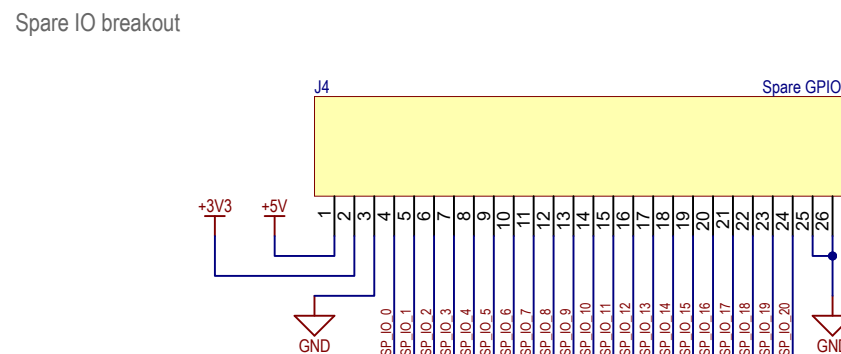 Spare IO breakout
J4
Spare GPIO
+3V3
+5V
1
2
3
4
5
6
7
8
9
10
11
12
13
14
15
16
17
18
19
20
21
22
23
24
25
26
SP_IO_0
SP_IO_1
SP_IO_2
SP_IO_3
SP_IO_4
SP_IO_5
SP_IO_6
SP_IO_7
SP_IO_8
SP_IO_9
SP_IO_10
SP_IO_11
SP_IO_12
SP_IO_13
SP_IO_14
SP_IO_15
SP_IO_16
SP_IO_17
SP_IO_18
SP_IO_19
SP_IO_20
GND
GND